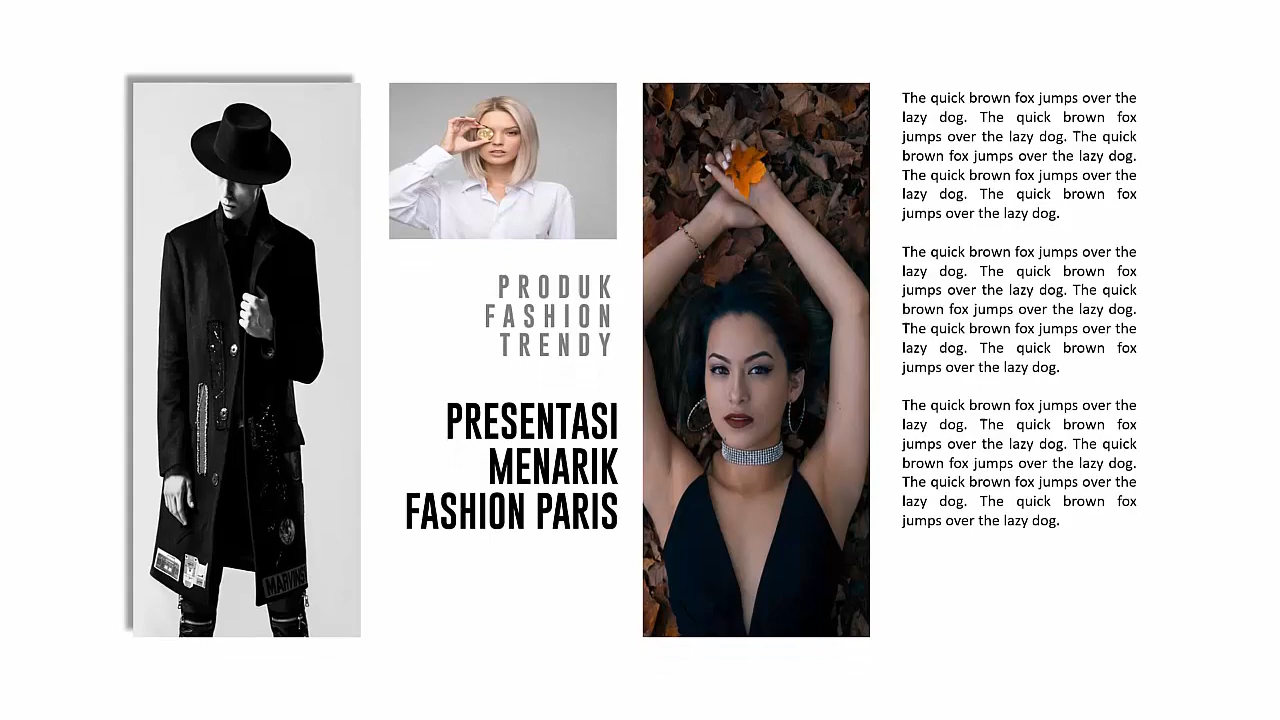 PRODUK
FASHION
TRENDY
PRESENTASI
MENARIK
FASHION PARIS
The quick brown fox jumps over the
lazy dog. The quick brown fox
jumps over the lazy dog. The quick
brown fox jumps over the lazy dog.
The quick brown fox jumps over the
lazy dog. The quick brown fox
jumps over the lazy dog.
The quick brown fox jumps over the
lazy dog. The quick brown fox
jumps over the lazy dog. The quick
brown fox jumps over the lazy dog.
The quick brown fox jumps over the
lazy dog. The quick brown fox
jumps over the lazy dog.
The quick brown fox jumps over the
lazy dog. The quick brown fox
jumps over the lazy dog. The quick
brown fox jumps over the lazy dog.
The quick brown fox jumps over the
lazy dog. The quick brown fox
jumps over the lazy dog.